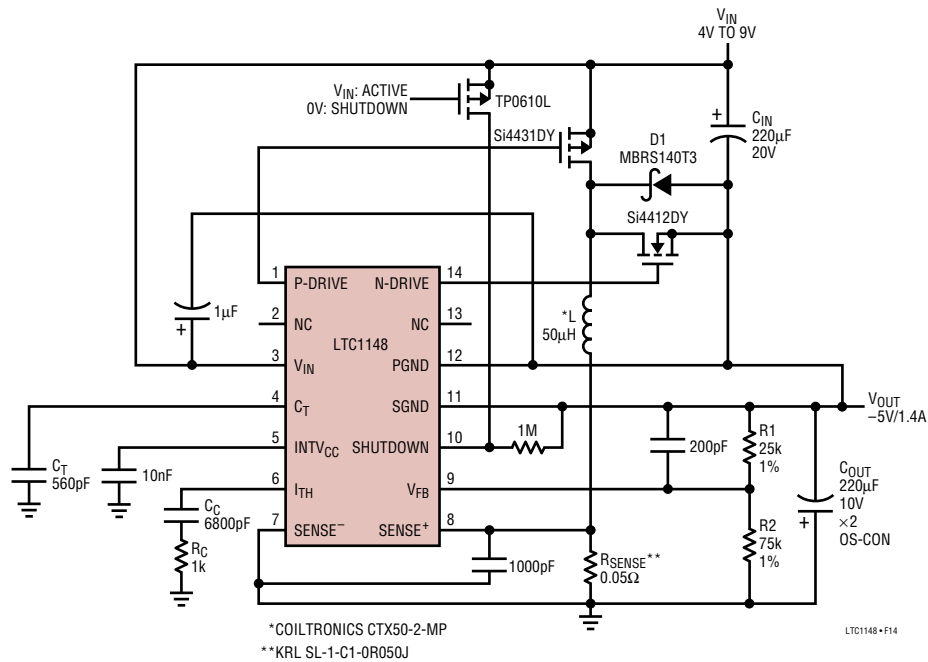 V_IN
4V TO 9V
V_IN: ACTIVE
0V: SHUTDOWN
TP0610L
Si4431DY
D1
MBRS140T3
+
C_IN
220µF
20V
Si4412DY
1µF
+
*L
50µH
1
P-DRIVE
N-DRIVE
14
2
NC
NC
13
LTC1148
3
V_IN
PGND
12
4
C_T
SGND
11
5
INTV_CC
SHUTDOWN
10
6
I_TH
V_FB
9
7
SENSE⁻
SENSE⁺
8
V_OUT
–5V/1.4A
1M
200pF
R1
25k
1%
C_T
560pF
10nF
C_C
6800pF
R_C
1k
1000pF
R_SENSE**
0.05Ω
R2
75k
1%
C_OUT
220µF
10V
×2
OS-CON
+
*COILTRONICS CTX50-2-MP
**KRL SL-1-C1-0R050J
LTC1148 • F14